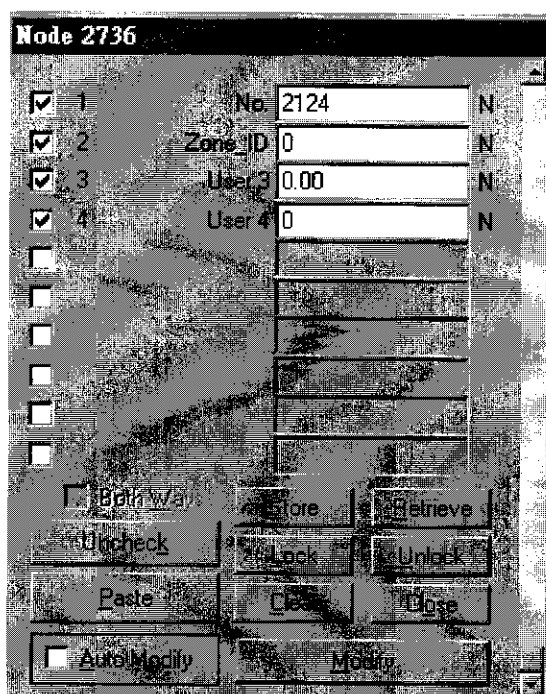 Node 2736
1 No. 2124 N
2 Zone_ID 0 N
3 User 3 0.00 N
4 User 4 0 N
Both Way Store Retrieve
Uncheck Lock Unlock
Paste Clear Close
Auto Modify Modify